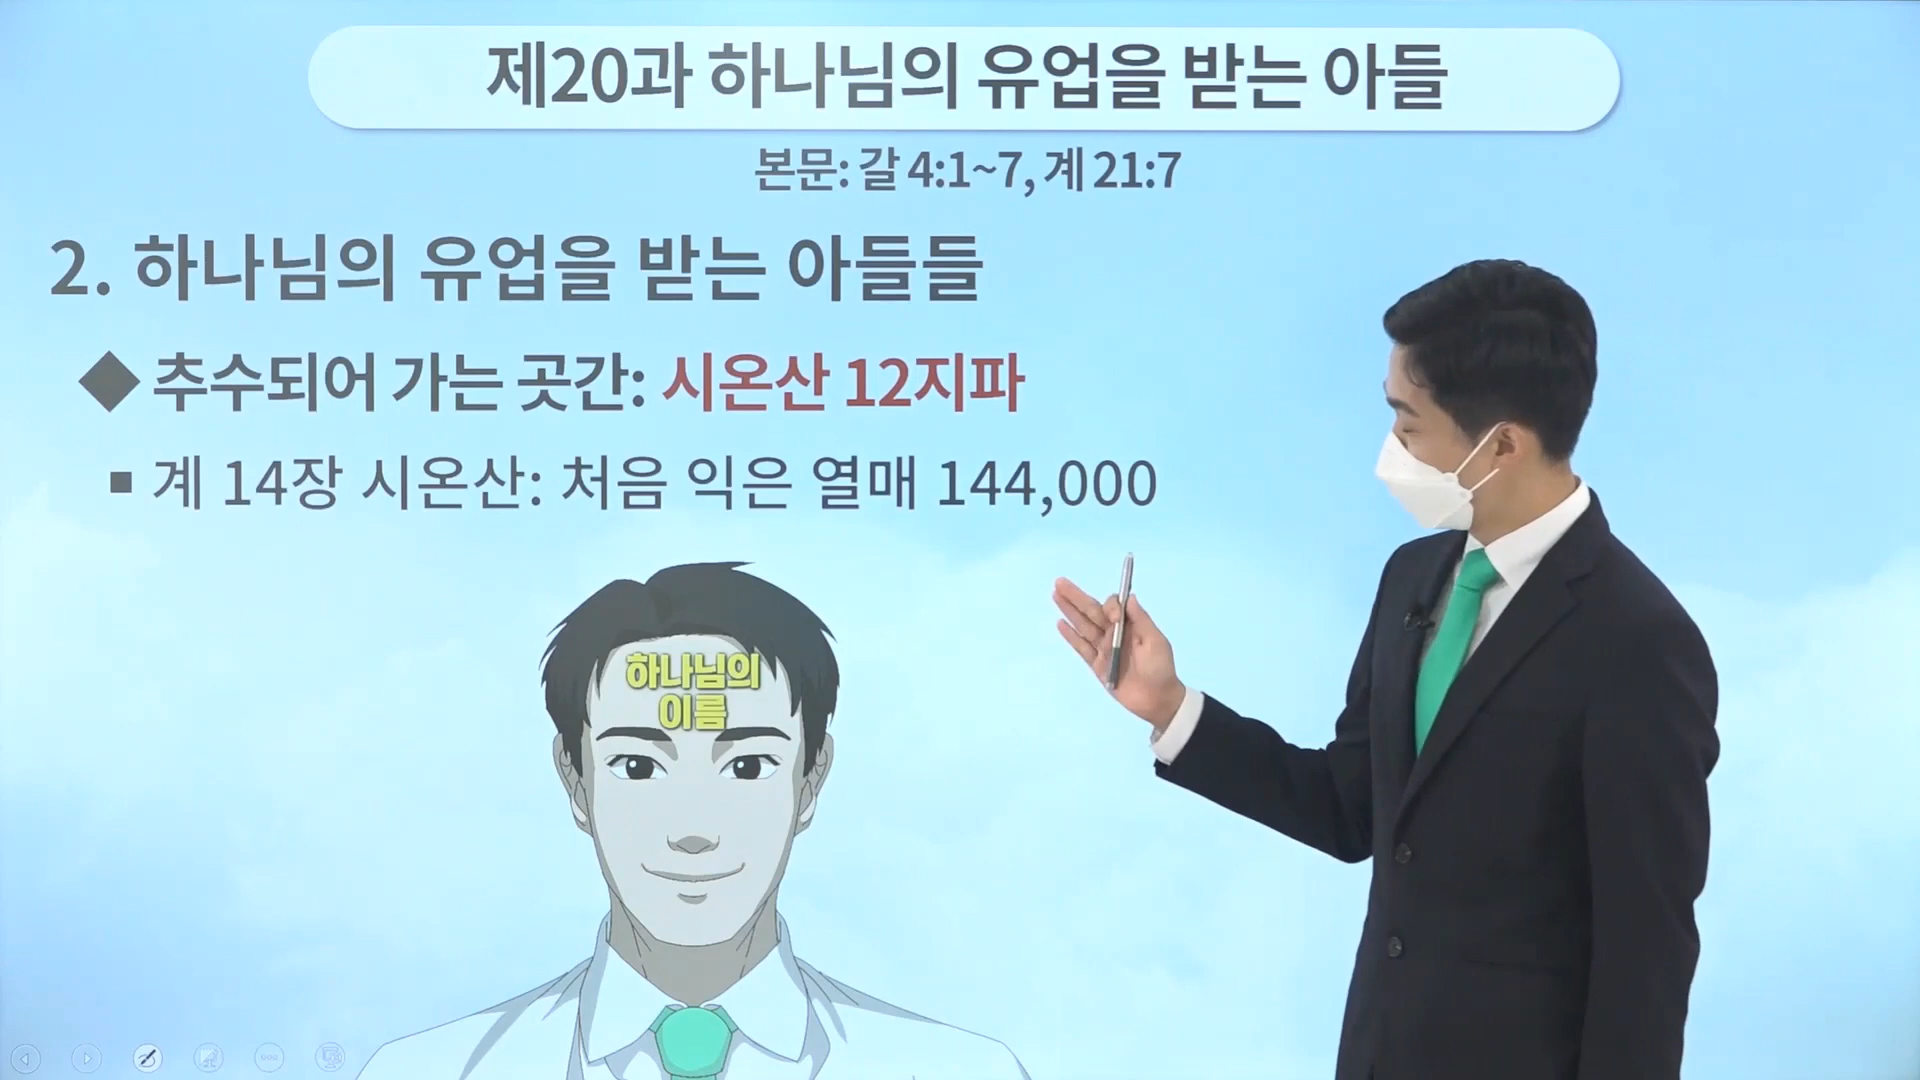 제20과 하나님의 유업을 받는 아들
본문: 갈 4:1~7, 계 21:7
2. 하나님의 유업을 받는 아들들
◆ 추수되어 가는 곳간: 시온산 12지파
▪ 계 14장 시온산: 처음 익은 열매 144,000
하나님의
이름